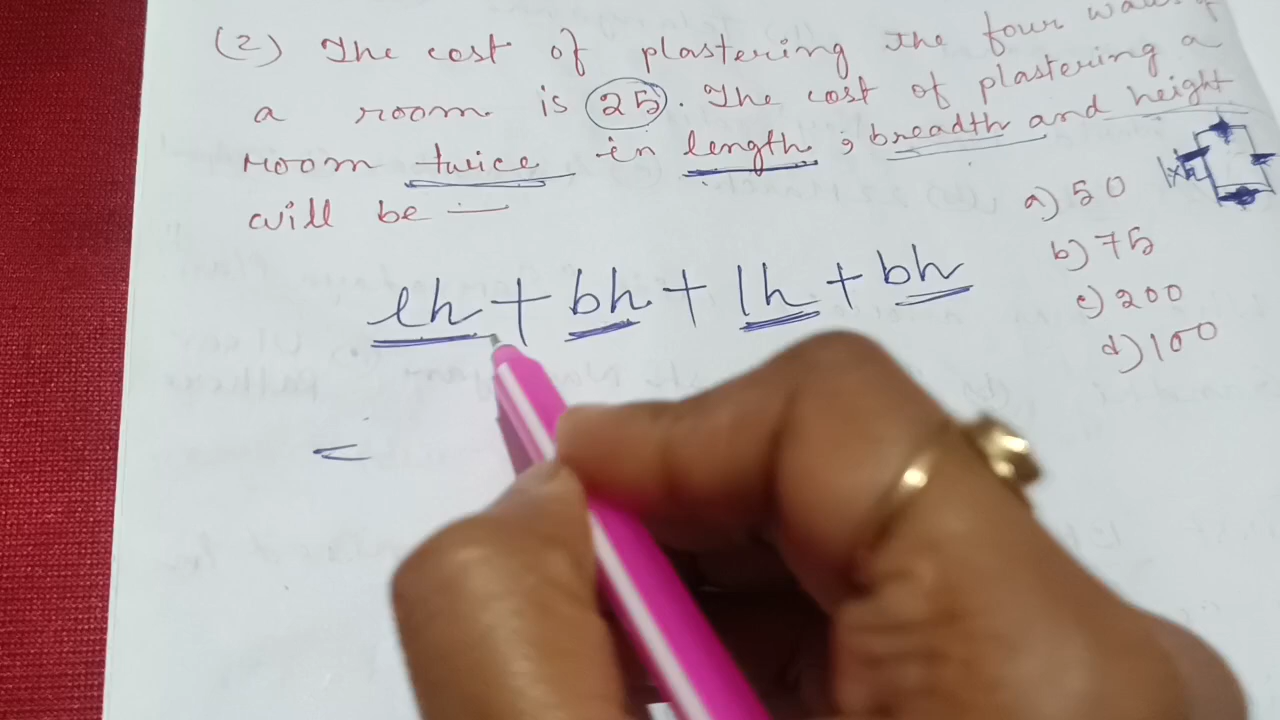 (2) The cost of plastering the four walls of
a room is 25. The cost of plastering a
room twice in length, breadth and height
will be —
a) 50
b) 75
c) 200
d) 100
lh + bh + lh + bh
=